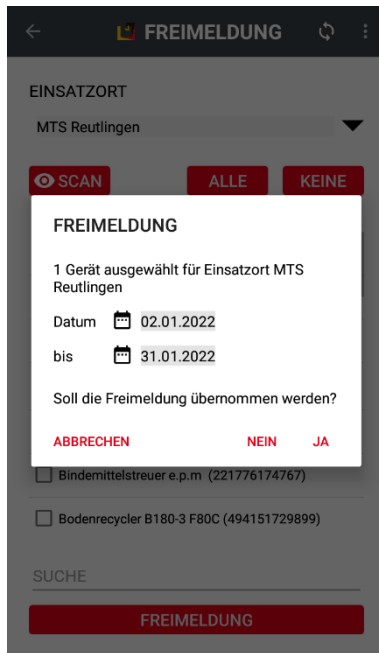 FREIMELDUNG
EINSATZORT
MTS Reutlingen
SCAN
ALLE
KEINE
FREIMELDUNG
1 Gerät ausgewählt für Einsatzort MTS
Reutlingen
Datum 02.01.2022
bis 31.01.2022
Soll die Freimeldung übernommen werden?
ABBRECHEN NEIN JA
Bindemittelstreuer e.p.m (221776174767)
Bodenrecycler B180-3 F80C (494151729899)
SUCHE
FREIMELDUNG